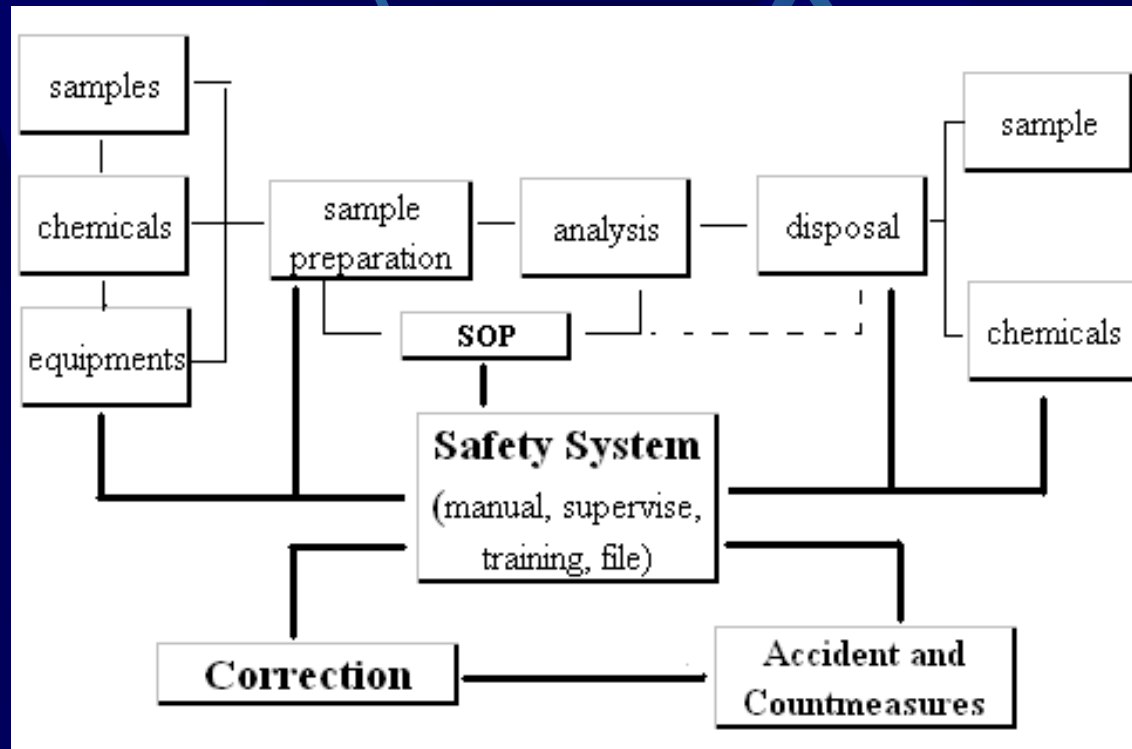 samples
chemicals
equipments
sample
preparation
analysis
disposal
sample
chemicals
SOP
Safety System
(manual, supervise,
training, file)
Correction
Accident and
Countmeasures